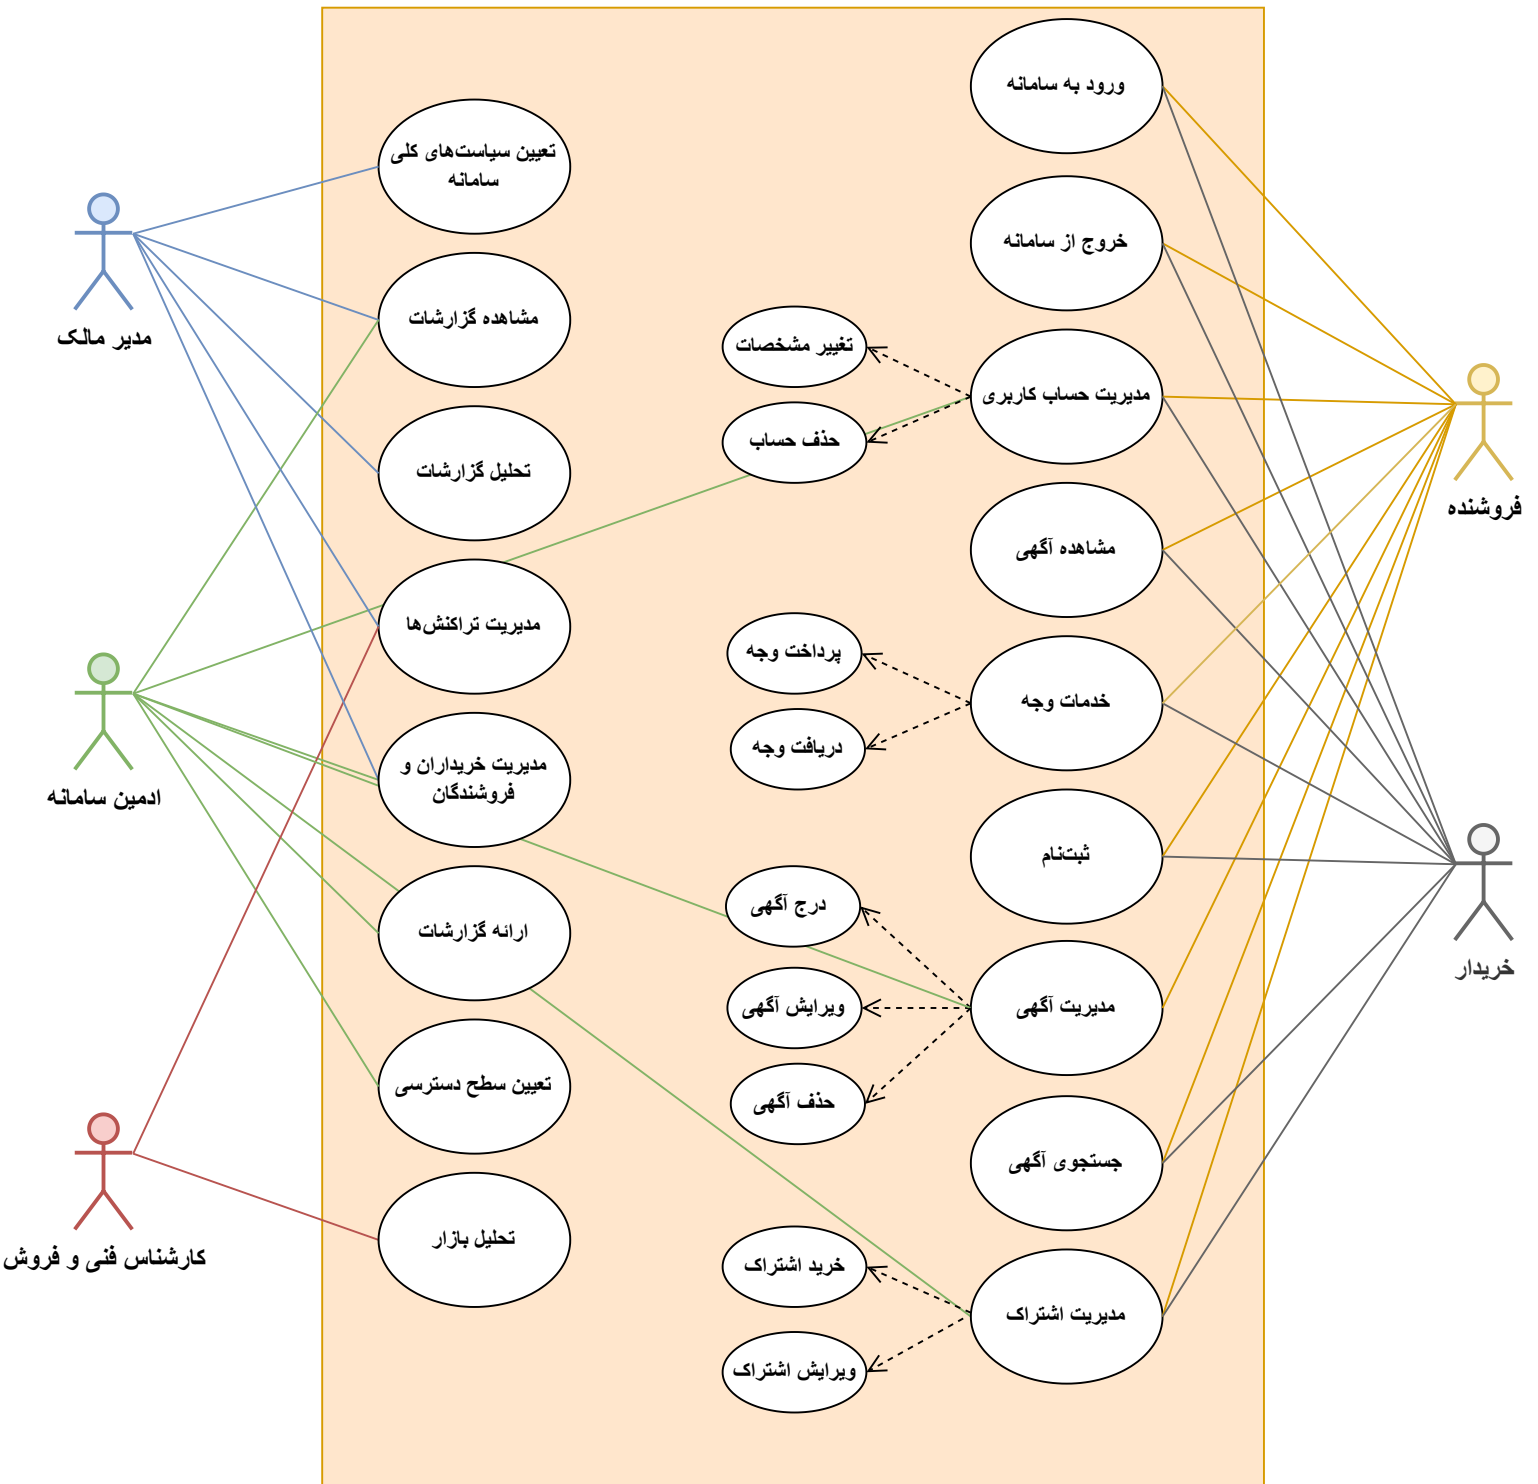 ورود به سامانه
تعیین سیاست‌های کلی
سامانه
خروج از سامانه
مشاهده گزارشات
مدیر مالک
تغییر مشخصات
مدیریت حساب کاربری
حذف حساب
تحلیل گزارشات
فروشنده
مشاهده آگهی
مدیریت تراکنش‌ها
پرداخت وجه
خدمات وجه
دریافت وجه
مدیریت خریداران و
فروشندگان
ادمین سامانه
ثبت‌نام
درج آگهی
ارائه گزارشات
خریدار
مدیریت آگهی
ویرایش آگهی
تعیین سطح دسترسی
حذف آگهی
جستجوی آگهی
تحلیل بازار
کارشناس فنی و فروش
خرید اشتراک
مدیریت اشتراک
ویرایش اشتراک